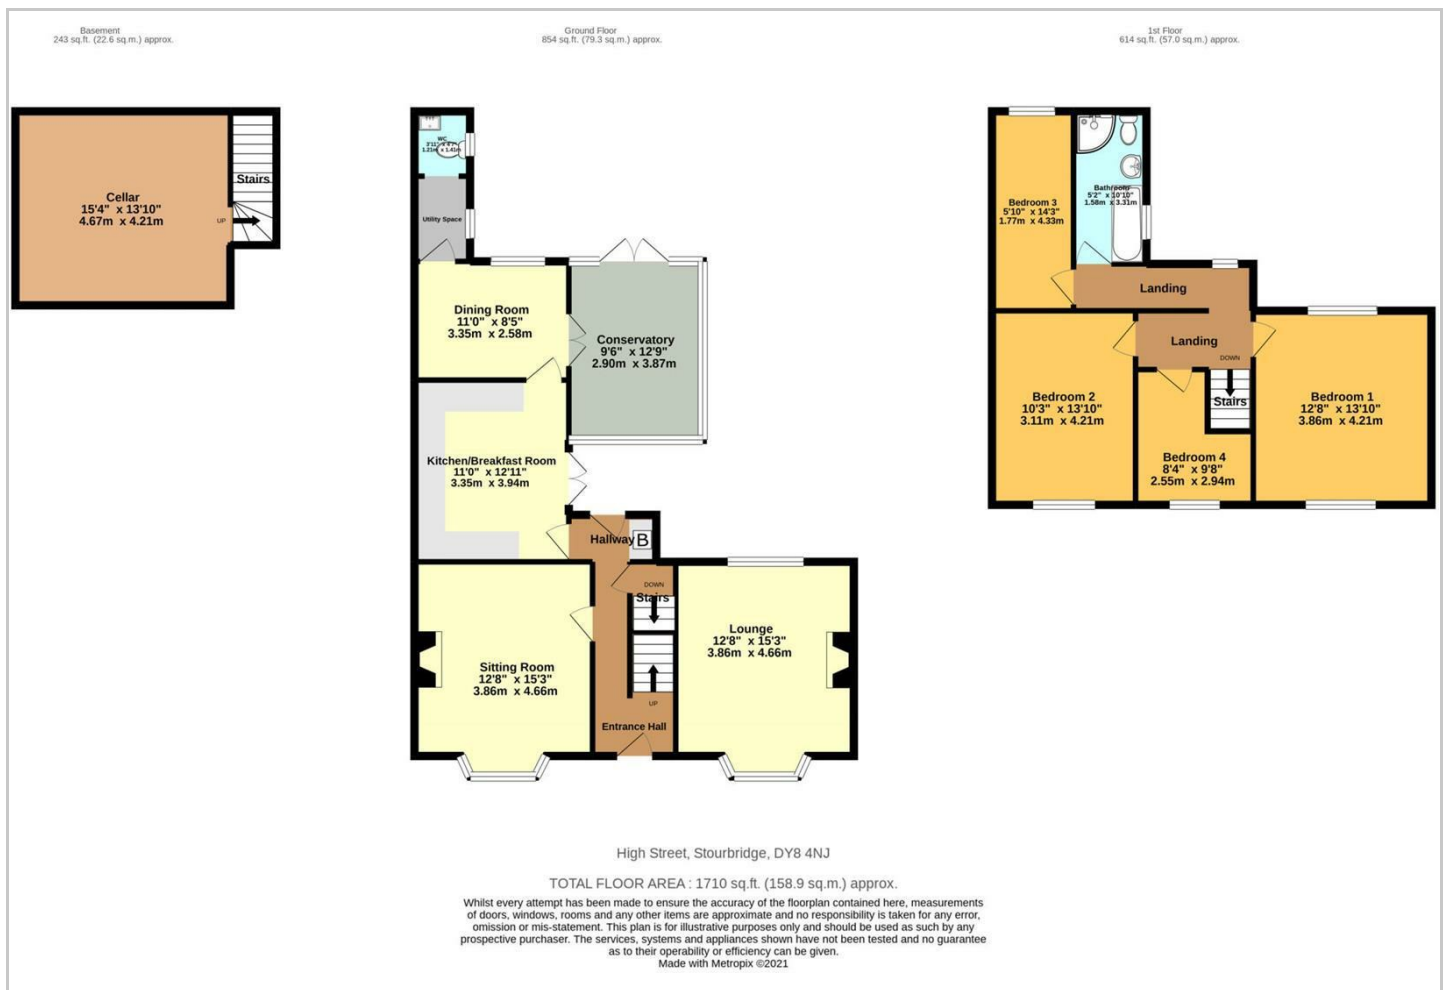 Basement
243 sq.ft. (22.6 sq.m.) approx.
Ground Floor
854 sq.ft. (79.3 sq.m.) approx.
1st Floor
614 sq.ft. (57.0 sq.m.) approx.
Cellar
15'4" x 13'10"
4.67m x 4.21m
UP
Stairs
WC
3'11" x 4'7"
1.21m x 1.41m
Utility Space
Dining Room
11'0" x 8'5"
3.35m x 2.58m
Conservatory
9'6" x 12'9"
2.90m x 3.87m
Kitchen/Breakfast Room
11'0" x 12'11"
3.35m x 3.94m
Hallway
B
DOWN
Stairs
Sitting Room
12'8" x 15'3"
3.86m x 4.66m
UP
Entrance Hall
Lounge
12'8" x 15'3"
3.86m x 4.66m
Bedroom 3
5'10" x 14'3"
1.77m x 4.33m
Bathroom
5'2" x 10'10"
1.58m x 3.31m
Landing
Landing
DOWN
Stairs
Bedroom 2
10'3" x 13'10"
3.11m x 4.21m
Bedroom 1
12'8" x 13'10"
3.86m x 4.21m
Bedroom 4
8'4" x 9'8"
2.55m x 2.94m
High Street, Stourbridge, DY8 4NJ
TOTAL FLOOR AREA : 1710 sq.ft. (158.9 sq.m.) approx.
Whilst every attempt has been made to ensure the accuracy of the floorplan contained here, measurements
of doors, windows, rooms and any other items are approximate and no responsibility is taken for any error,
omission or mis-statement. This plan is for illustrative purposes only and should be used as such by any
prospective purchaser. The services, systems and appliances shown have not been tested and no guarantee
as to their operability or efficiency can be given.
Made with Metropix ©2021